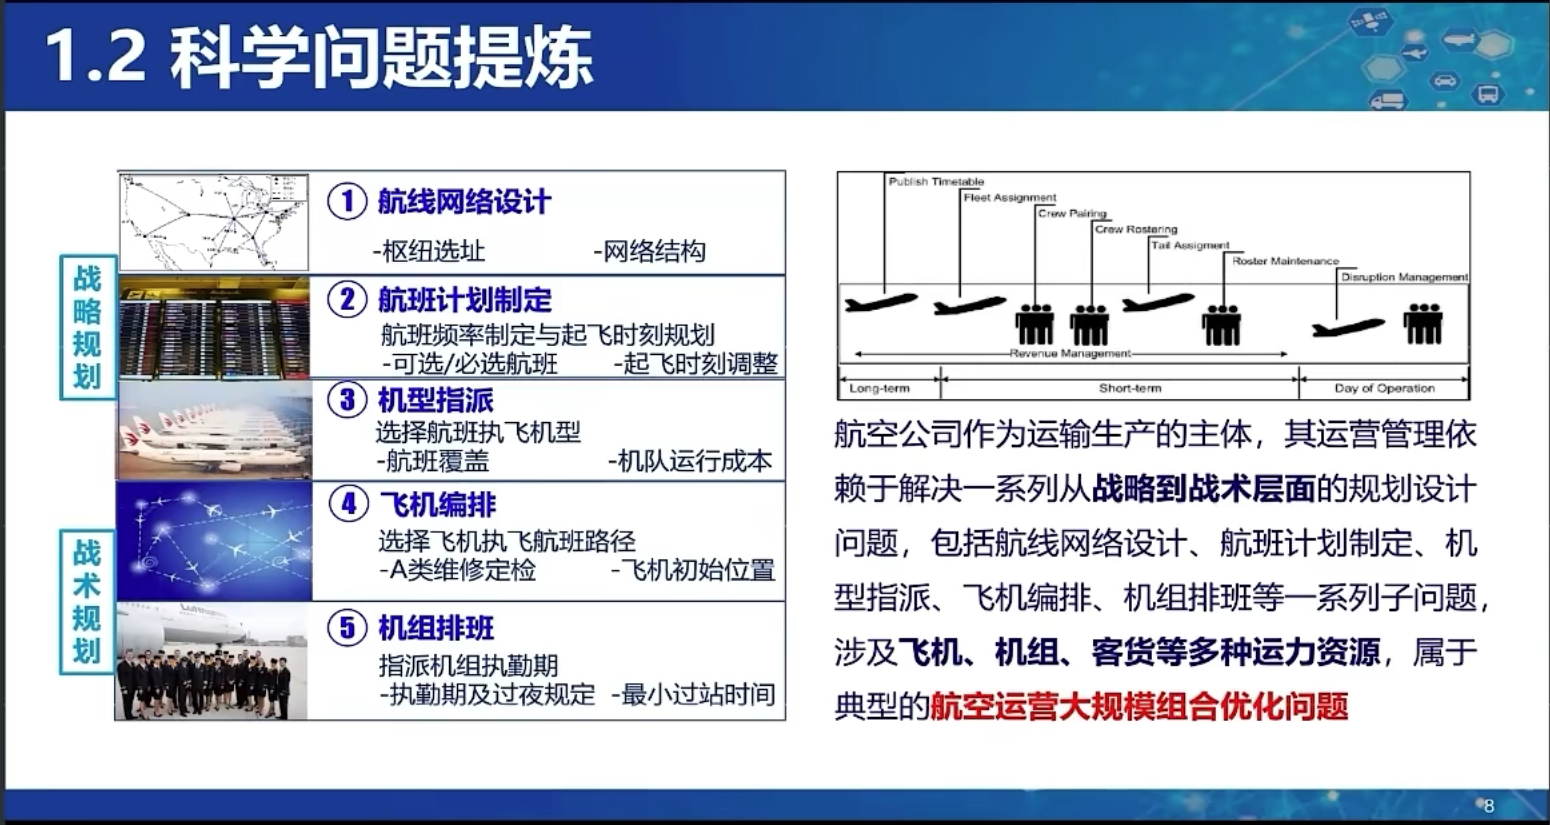 1.2 科学问题提炼
战略规划
① 航线网络设计
-枢纽选址 -网络结构
② 航班计划制定
航班频率制定与起飞时刻规划
-可选/必选航班 -起飞时刻调整
③ 机型指派
选择航班执飞机型
-航班覆盖 -机队运行成本
战术规划
④ 飞机编排
选择飞机执飞航班路径
-A类维修定检 -飞机初始位置
⑤ 机组排班
指派机组执勤期
-执勤期及过夜规定 -最小过站时间
Publish Timetable
Fleet Assignment
Crew Pairing
Crew Rostering
Tail Assigment
Roster Maintenance
Disruption Management
Revenue Management
Long-term Short-term Day of Operation
航空公司作为运输生产的主体，其运营管理依
赖于解决一系列从战略到战术层面的规划设计
问题，包括航线网络设计、航班计划制定、机
型指派、飞机编排、机组排班等一系列子问题，
涉及飞机、机组、客货等多种运力资源，属于
典型的航空运营大规模组合优化问题
8